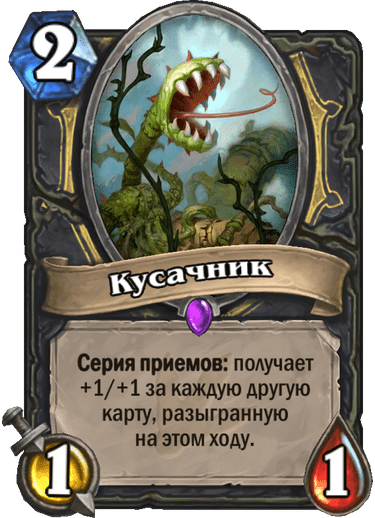 2
Кусачник
Серия приемов: получает
+1/+1 за каждую другую
карту, разыгранную
на этом ходу.
1
1